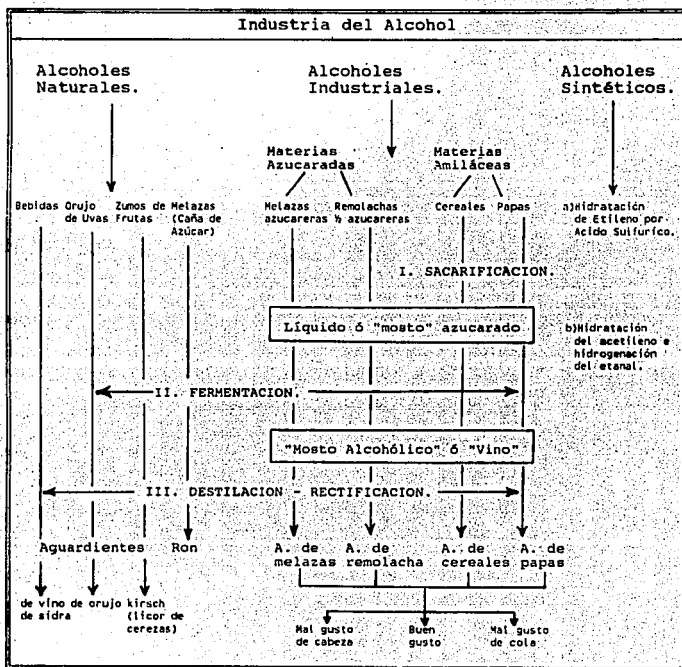 Industria del Alcohol
Alcoholes
Naturales.
Alcoholes
Industriales.
Alcoholes
Sintéticos.
Materias
Azucaradas
Materias
Amiláceas
Bebidas
Orujo
de Uvas
Zumos de
Frutas
Melazas
(Caña de
Azúcar)
Melazas
azucareras
Remolachas
½ azucareras
Cereales
Papas
a)Hidratación
de Etileno por
Acido Sulfurico.
I. SACARIFICACION.
Líquido ó "mosto" azucarado
b)Hidratación
del acetileno e
hidrogenación
del etanal.
II. FERMENTACION.
"Mosto Alcohólico" ó "Vino"
III. DESTILACION - RECTIFICACION.
Aguardientes
Ron
A. de
melazas
A. de
remolacha
A. de
cereales
A. de
papas
de vino
de sidra
de orujo
kirsch
(licor de
cerezas)
Mal gusto
de cabeza
Buen
gusto
Mal gusto
de cola